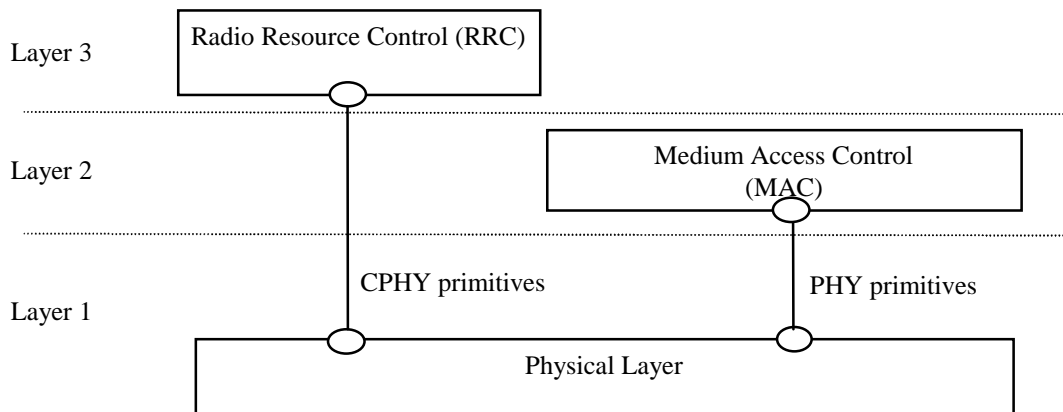 Radio Resource Control (RRC)
Layer 3
Medium Access Control
(MAC)
Layer 2
CPHY primitives
PHY primitives
Layer 1
Physical Layer